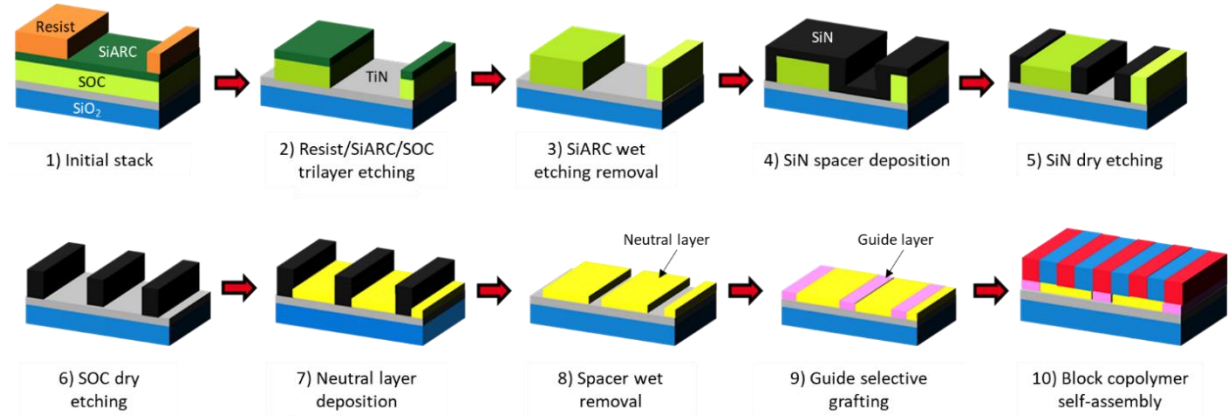 Resist
SiARC
SOC
SiO₂
TiN
SiN
1) Initial stack
2) Resist/SiARC/SOC
trilayer etching
3) SiARC wet
etching removal
4) SiN spacer deposition
5) SiN dry etching
Neutral layer
Guide layer
6) SOC dry
etching
7) Neutral layer
deposition
8) Spacer wet
removal
9) Guide selective
grafting
10) Block copolymer
self-assembly